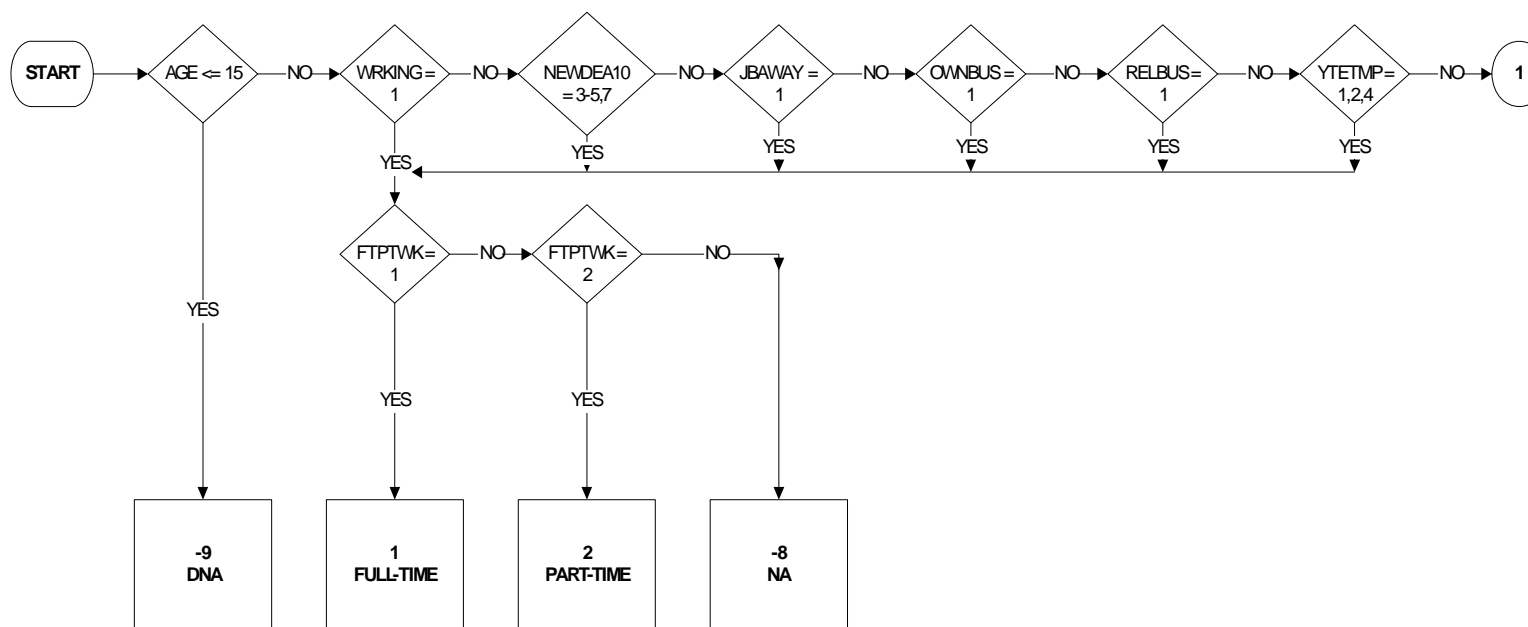 START
AGE <= 15
NO
WRKING =
1
NO
NEWDEA10
= 3-5,7
NO
JBAWAY =
1
NO
OWNBUS =
1
NO
RELBUS =
1
NO
YTETMP =
1,2,4
NO
1
YES
YES
YES
YES
YES
YES
FTPTWK =
1
NO
FTPTWK =
2
NO
YES
YES
YES
-9
DNA
1
FULL-TIME
2
PART-TIME
-8
NA